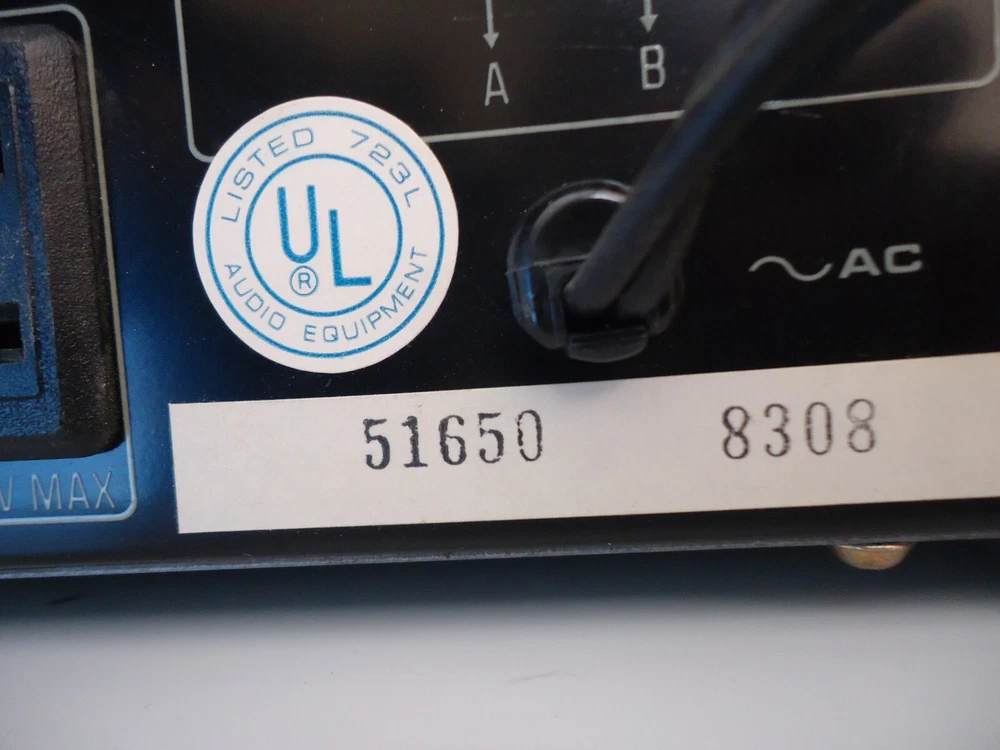 A B
LISTED 723L
UL
®
AUDIO EQUIPMENT
~AC
51650 8308
MAX